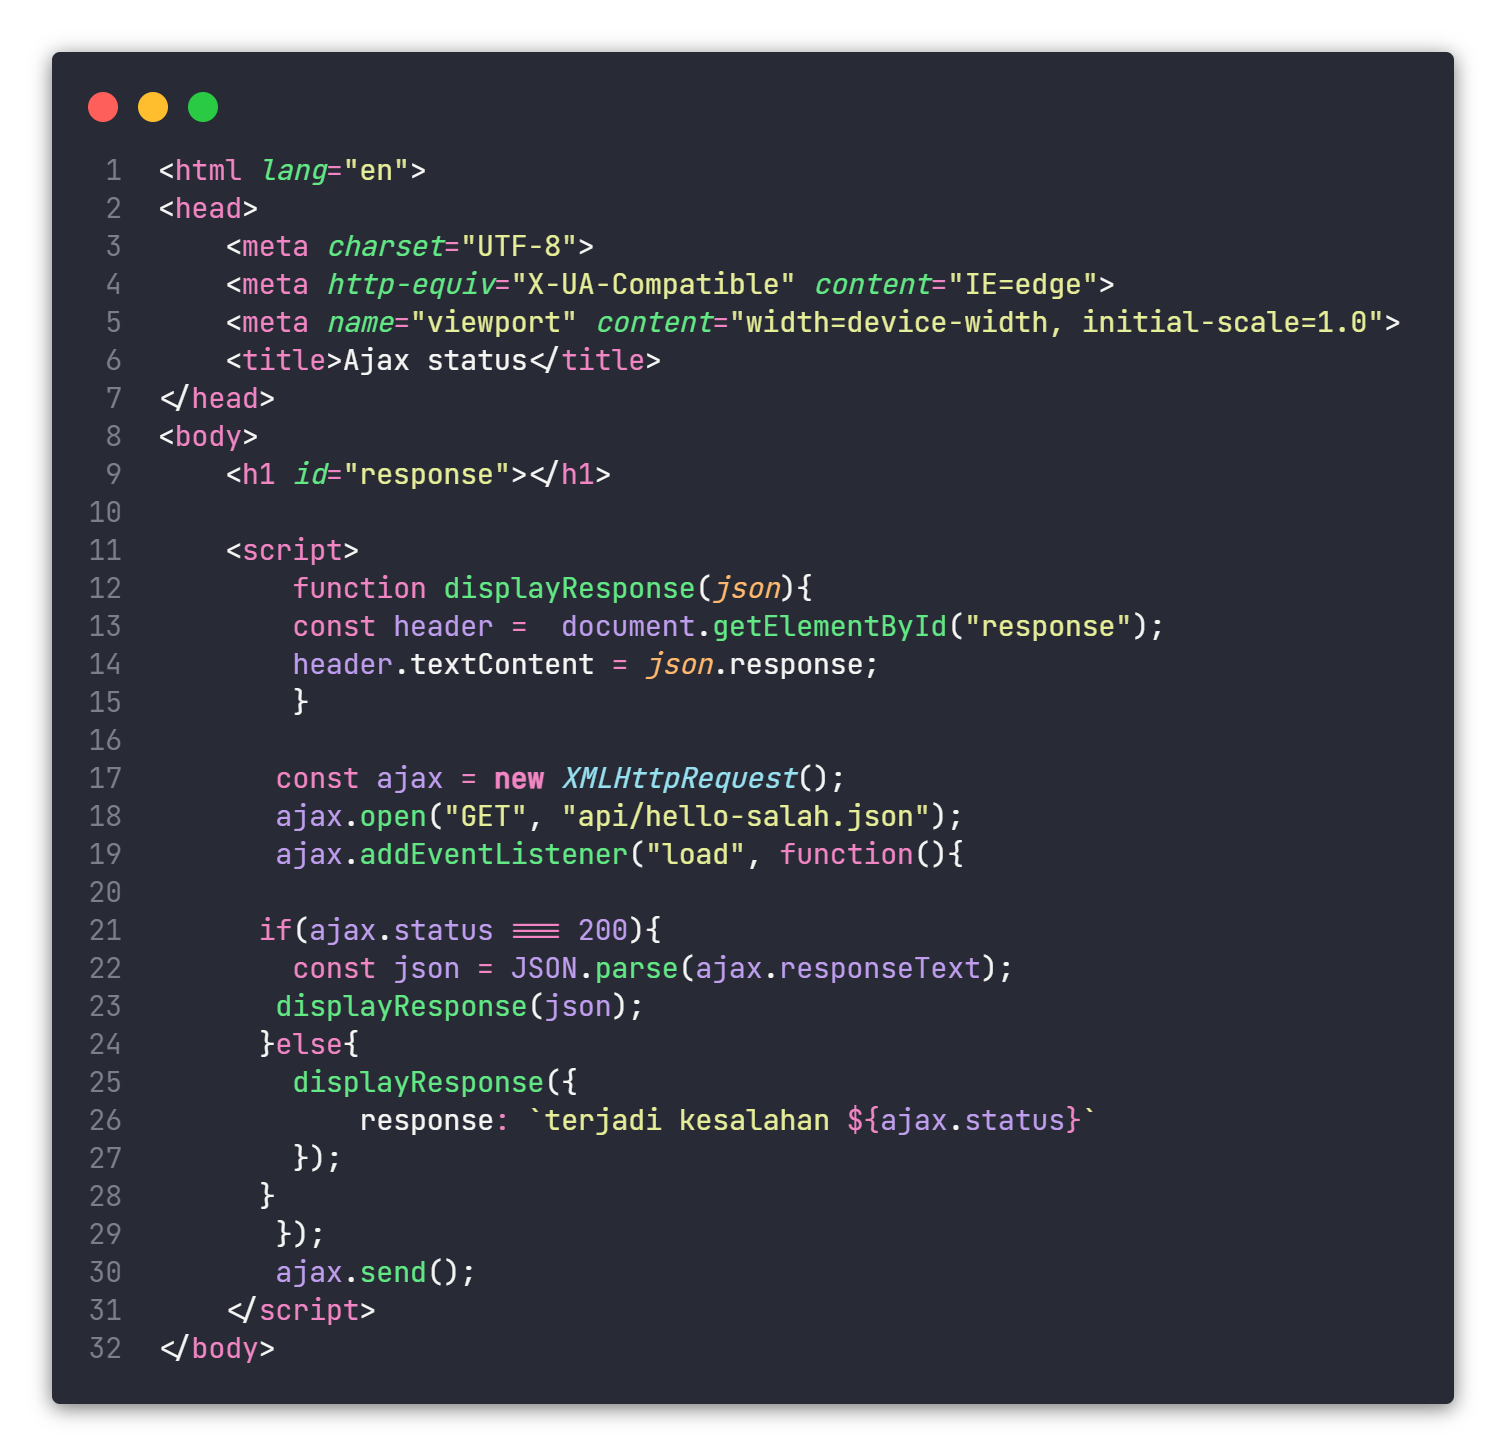 1 <html lang="en">
2 <head>
3     <meta charset="UTF-8">
4     <meta http-equiv="X-UA-Compatible" content="IE=edge">
5     <meta name="viewport" content="width=device-width, initial-scale=1.0">
6     <title>Ajax status</title>
7 </head>
8 <body>
9     <h1 id="response"></h1>
10
11     <script>
12         function displayResponse(json){
13         const header =  document.getElementById("response");
14         header.textContent = json.response;
15         }
16
17        const ajax = new XMLHttpRequest();
18        ajax.open("GET", "api/hello-salah.json");
19        ajax.addEventListener("load", function(){
20
21       if(ajax.status === 200){
22         const json = JSON.parse(ajax.responseText);
23        displayResponse(json);
24       }else{
25         displayResponse({
26             response: `terjadi kesalahan ${ajax.status}`
27         });
28       }
29        });
30        ajax.send();
31     </script>
32 </body>